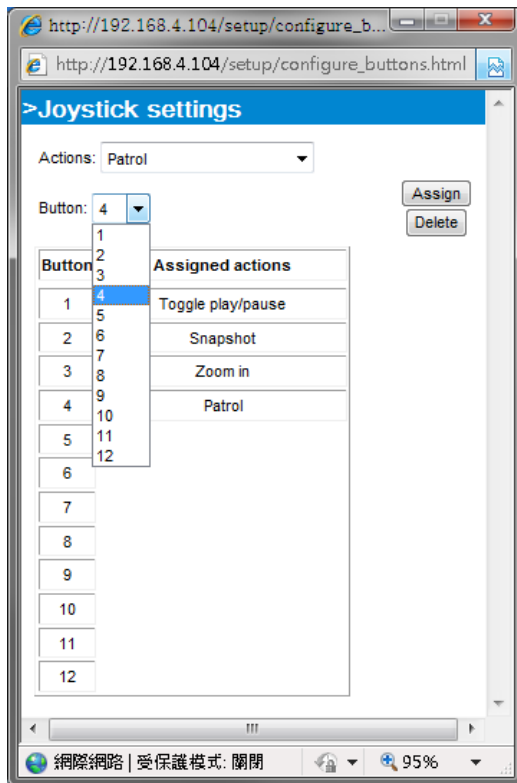 http://192.168.4.104/setup/configure_b...
http://192.168.4.104/setup/configure_buttons.html
>Joystick settings
Actions: Patrol
Assign
Button: 4
Delete
1
2
3
4
5
6
7
8
9
10
11
12
Button Assigned actions
1 Toggle play/pause
2 Snapshot
3 Zoom in
4 Patrol
5
6
7
8
9
10
11
12
網際網路 | 受保護模式: 關閉 95%